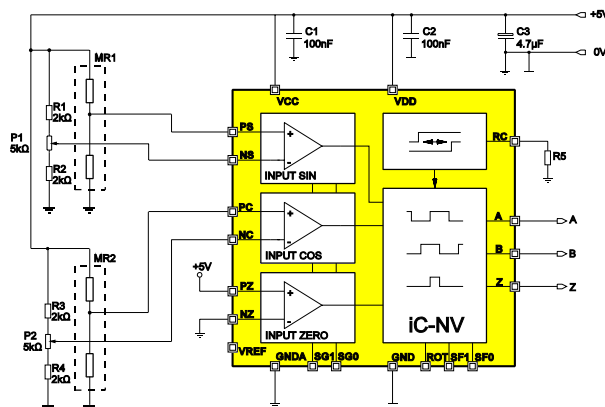 +5V
C1
100nF
C2
100nF
C3
4.7µF
0V
MR1
VCC
VDD
R1
2kΩ
P1
5kΩ
R2
2kΩ
PS
NS
INPUT SIN
RC
R5
PC
NC
INPUT COS
A
A
B
B
Z
Z
MR2
+5V
PZ
NZ
INPUT ZERO
iC-NV
R3
2kΩ
P2
5kΩ
R4
2kΩ
VREF
GNDA SG1 SG0
GND ROT SF1 SF0